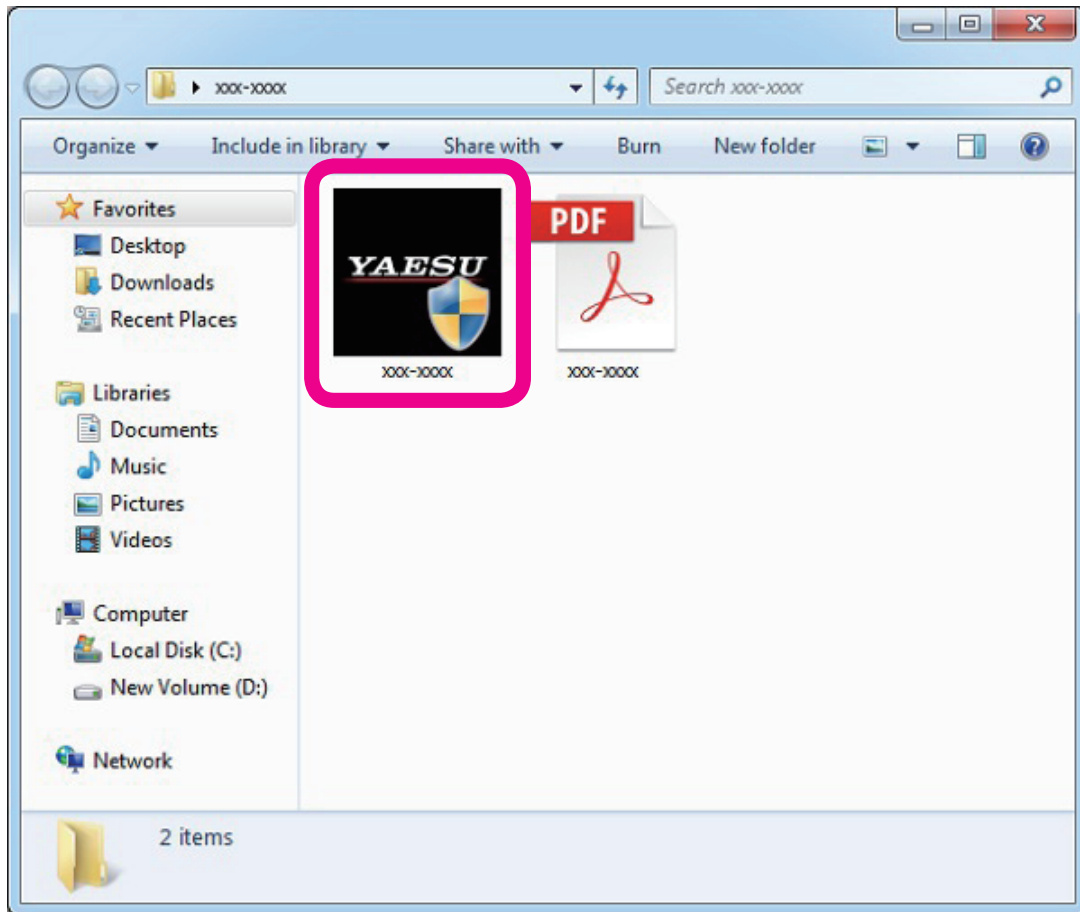 xxx-xxxx
Search xxx-xxxx
Organize
Include in library
Share with
Burn
New folder
Favorites
Desktop
Downloads
Recent Places
Libraries
Documents
Music
Pictures
Videos
Computer
Local Disk (C:)
New Volume (D:)
Network
YAESU
xxx-xxxx
PDF
xxx-xxxx
2 items